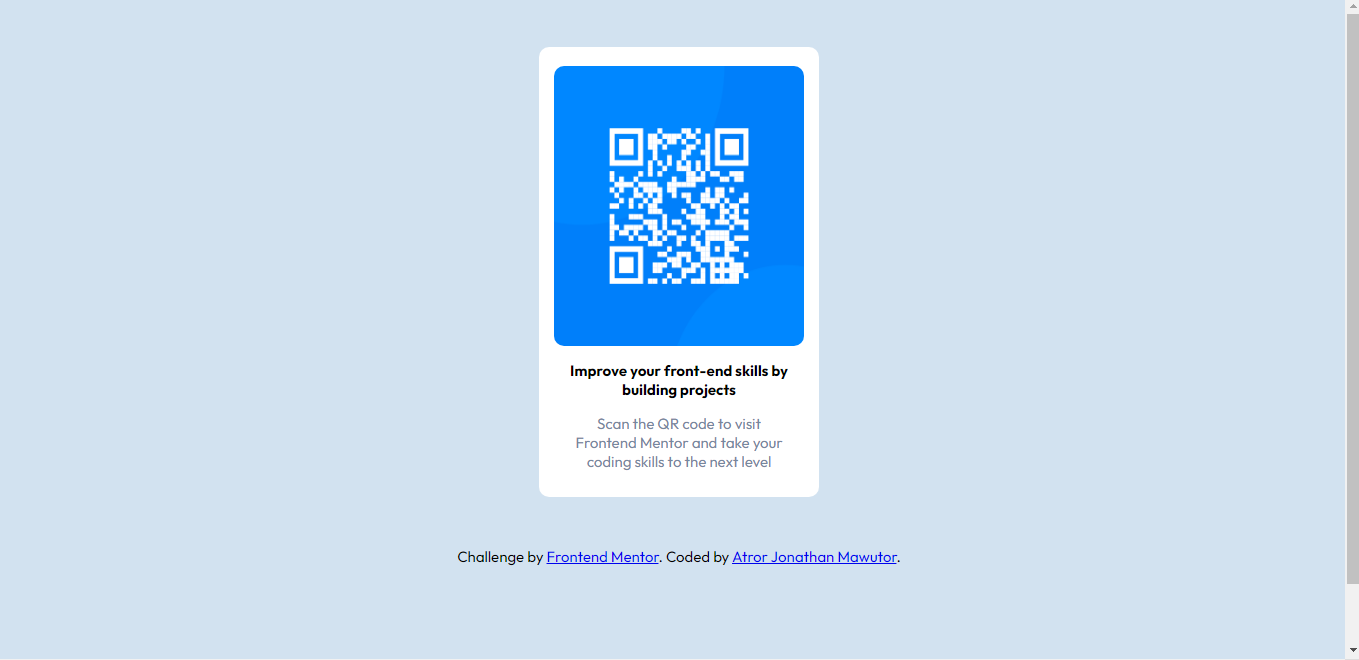 Improve your front-end skills by
building projects
Scan the QR code to visit
Frontend Mentor and take your
coding skills to the next level
Challenge by Frontend Mentor. Coded by Atror Jonathan Mawutor.